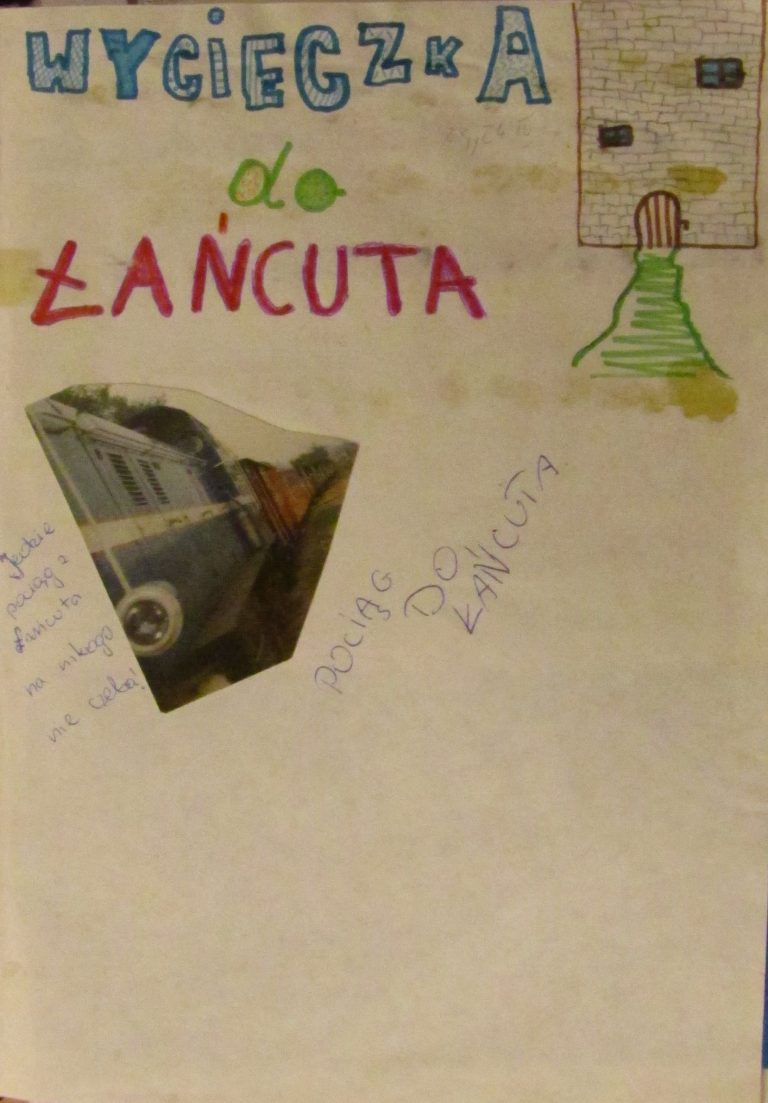 WYCIECZKA
do
ŁAŃCUTA
Jedzie
pociąg z
Łańcuta
na nikogo
nie czeka!
POCIĄG
DO
ŁAŃCUTA